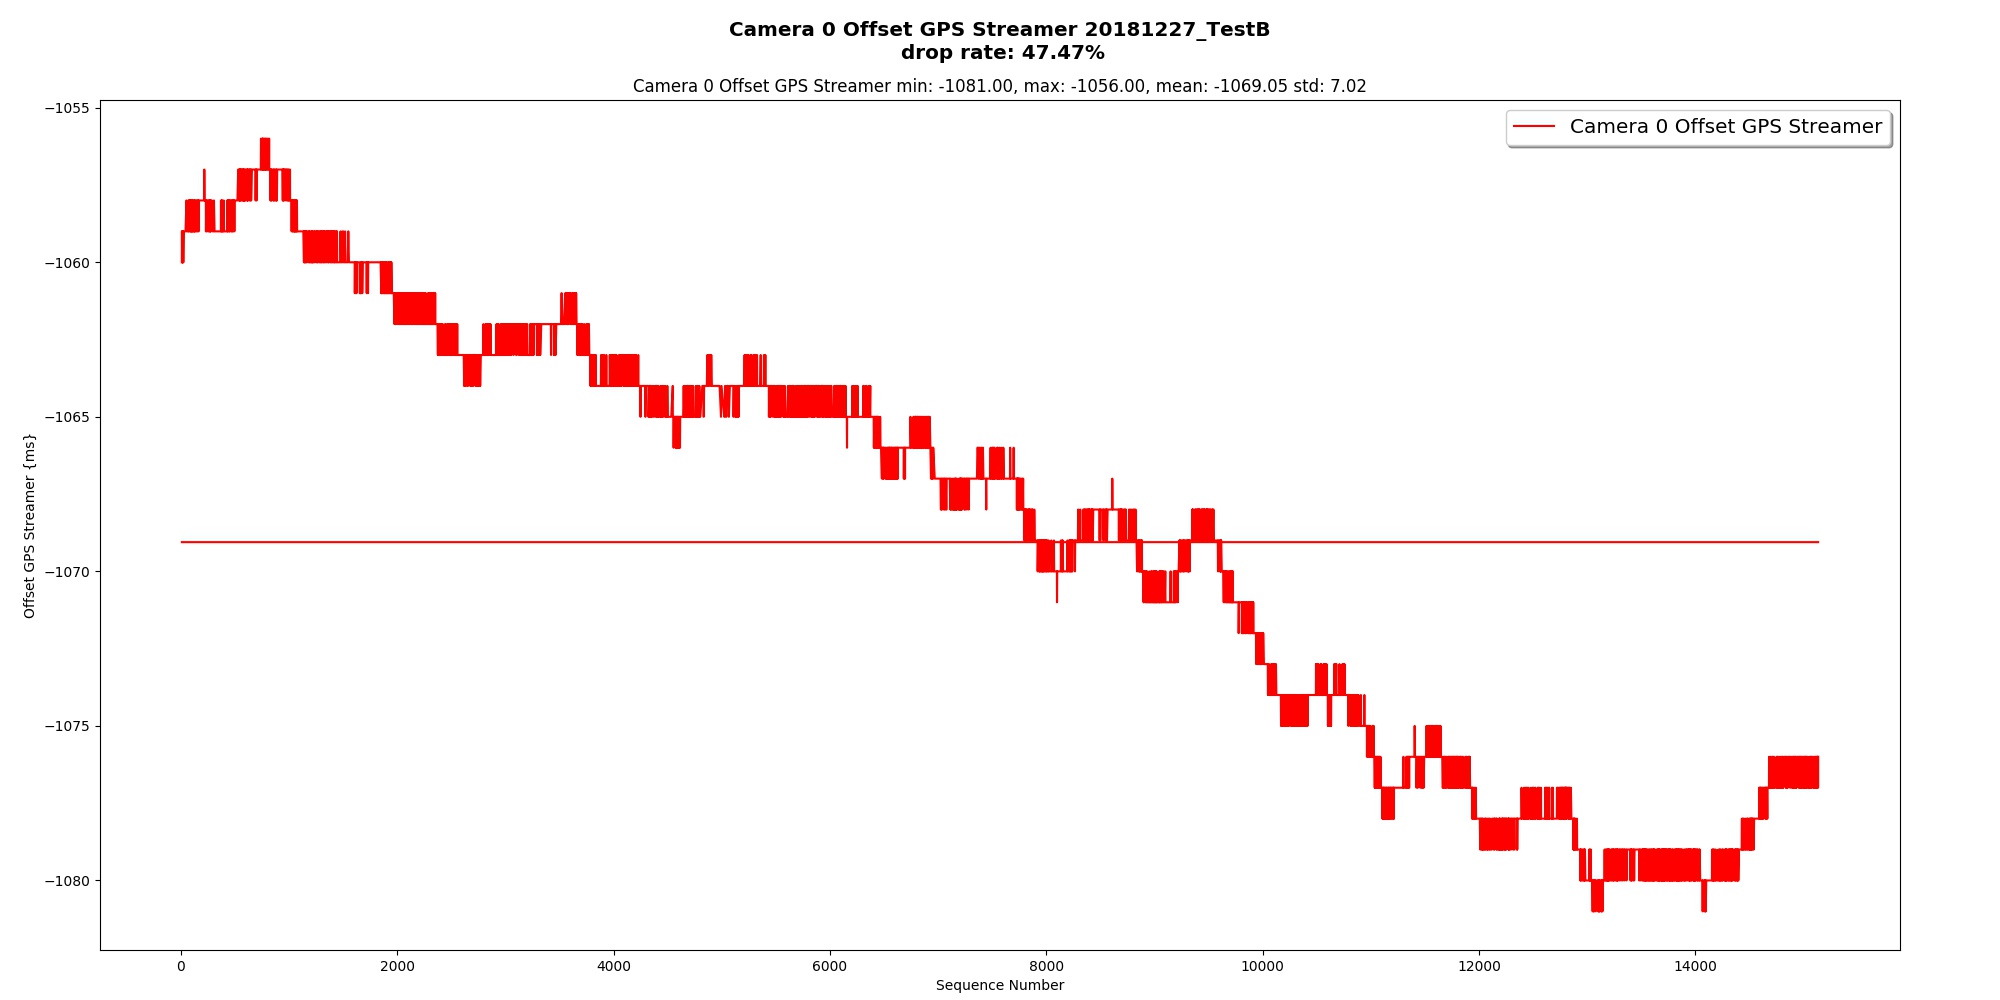 Camera 0 Offset GPS Streamer 20181227_TestB
drop rate: 47.47%
Camera 0 Offset GPS Streamer min: -1081.00, max: -1056.00, mean: -1069.05 std: 7.02
Camera 0 Offset GPS Streamer
−1055
−1060
−1065
−1070
−1075
−1080
Offset GPS Streamer {ms}
0
2000
4000
6000
8000
10000
12000
14000
Sequence Number